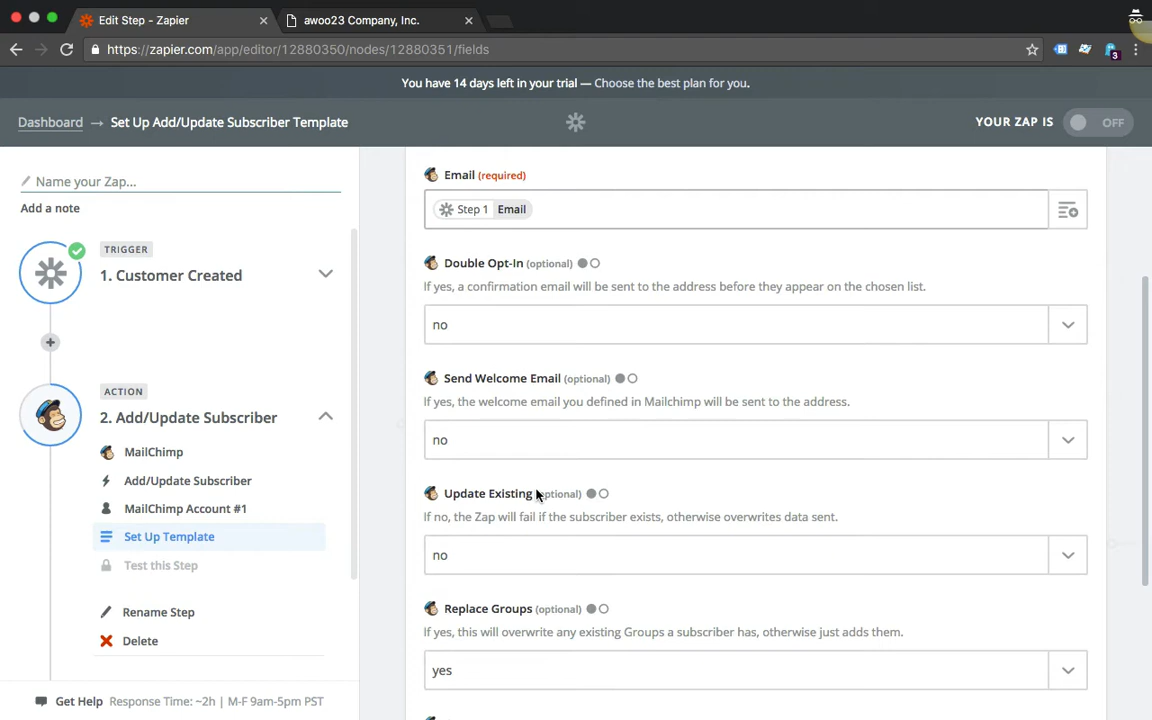 Edit Step - Zapier
awoo23 Company, Inc.
https://zapier.com/app/editor/12880350/nodes/12880351/fields
3
You have 14 days left in your trial — Choose the best plan for you.
Dashboard → Set Up Add/Update Subscriber Template
YOUR ZAP IS OFF
Name your Zap...
Add a note
TRIGGER
1. Customer Created
ACTION
2. Add/Update Subscriber
MailChimp
Add/Update Subscriber
MailChimp Account #1
Set Up Template
Test this Step
Rename Step
Delete
Get Help Response Time: ~2h | M-F 9am-5pm PST
Email (required)
Step 1 Email
Double Opt-In (optional)
If yes, a confirmation email will be sent to the address before they appear on the chosen list.
no
Send Welcome Email (optional)
If yes, the welcome email you defined in Mailchimp will be sent to the address.
no
Update Existing (optional)
If no, the Zap will fail if the subscriber exists, otherwise overwrites data sent.
no
Replace Groups (optional)
If yes, this will overwrite any existing Groups a subscriber has, otherwise just adds them.
yes